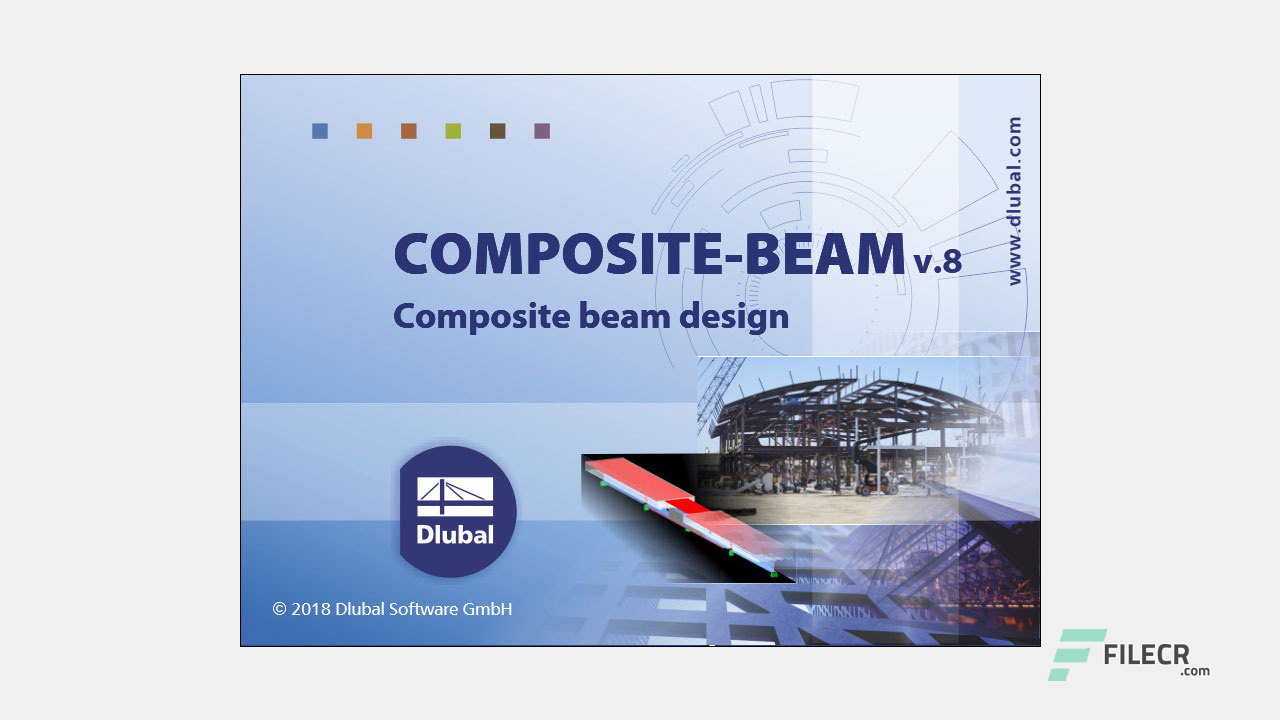 www.dlubal.com
COMPOSITE-BEAM v.8
Composite beam design
Dlubal
© 2018 Dlubal Software GmbH
FILECR
.com